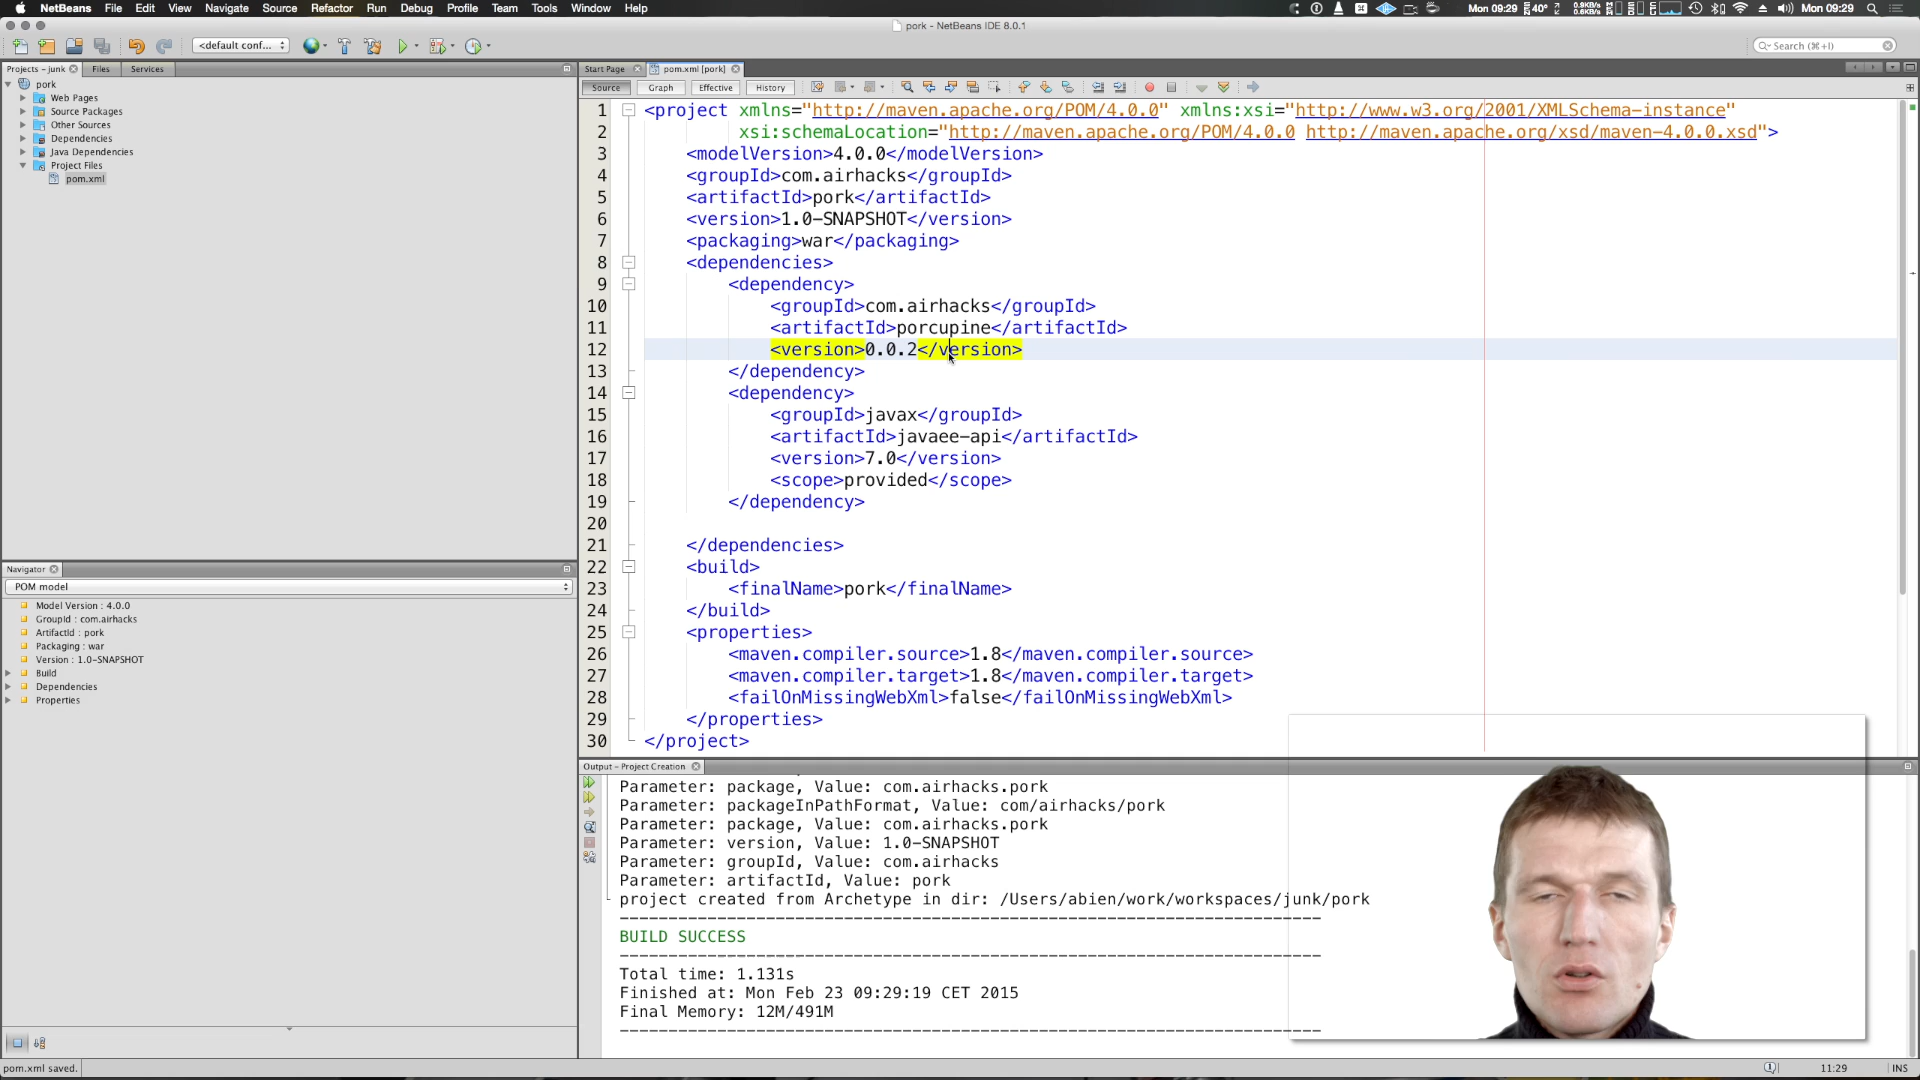 NetBeans File Edit View Navigate Source Refactor Run Debug Profile Team Tools Window Help
Mon 09:29 40° 0.9KB/s 0.6KB/s Mon 09:29
pork - NetBeans IDE 8.0.1
<default conf...
Search (⌘+I)
Projects - junk Files Services
pork
Web Pages
Source Packages
Other Sources
Dependencies
Java Dependencies
Project Files
pom.xml
Start Page pom.xml [pork]
Source Graph Effective History
1 <project xmlns="http://maven.apache.org/POM/4.0.0" xmlns:xsi="http://www.w3.org/2001/XMLSchema-instance"
2 xsi:schemaLocation="http://maven.apache.org/POM/4.0.0 http://maven.apache.org/xsd/maven-4.0.0.xsd">
3 <modelVersion>4.0.0</modelVersion>
4 <groupId>com.airhacks</groupId>
5 <artifactId>pork</artifactId>
6 <version>1.0-SNAPSHOT</version>
7 <packaging>war</packaging>
8 <dependencies>
9 <dependency>
10 <groupId>com.airhacks</groupId>
11 <artifactId>porcupine</artifactId>
12 <version>0.0.2</version>
13 </dependency>
14 <dependency>
15 <groupId>javax</groupId>
16 <artifactId>javaee-api</artifactId>
17 <version>7.0</version>
18 <scope>provided</scope>
19 </dependency>
20
21 </dependencies>
22 <build>
23 <finalName>pork</finalName>
24 </build>
25 <properties>
26 <maven.compiler.source>1.8</maven.compiler.source>
27 <maven.compiler.target>1.8</maven.compiler.target>
28 <failOnMissingWebXml>false</failOnMissingWebXml>
29 </properties>
30 </project>
Navigator
POM model
Model Version : 4.0.0
GroupId : com.airhacks
ArtifactId : pork
Packaging : war
Version : 1.0-SNAPSHOT
Build
Dependencies
Properties
Output - Project Creation
Parameter: package, Value: com.airhacks.pork
Parameter: packageInPathFormat, Value: com/airhacks/pork
Parameter: package, Value: com.airhacks.pork
Parameter: version, Value: 1.0-SNAPSHOT
Parameter: groupId, Value: com.airhacks
Parameter: artifactId, Value: pork
project created from Archetype in dir: /Users/abien/work/workspaces/junk/pork
------------------------------------------------------------------------
BUILD SUCCESS
------------------------------------------------------------------------
Total time: 1.131s
Finished at: Mon Feb 23 09:29:19 CET 2015
Final Memory: 12M/491M
------------------------------------------------------------------------
pom.xml saved.
11:29 INS